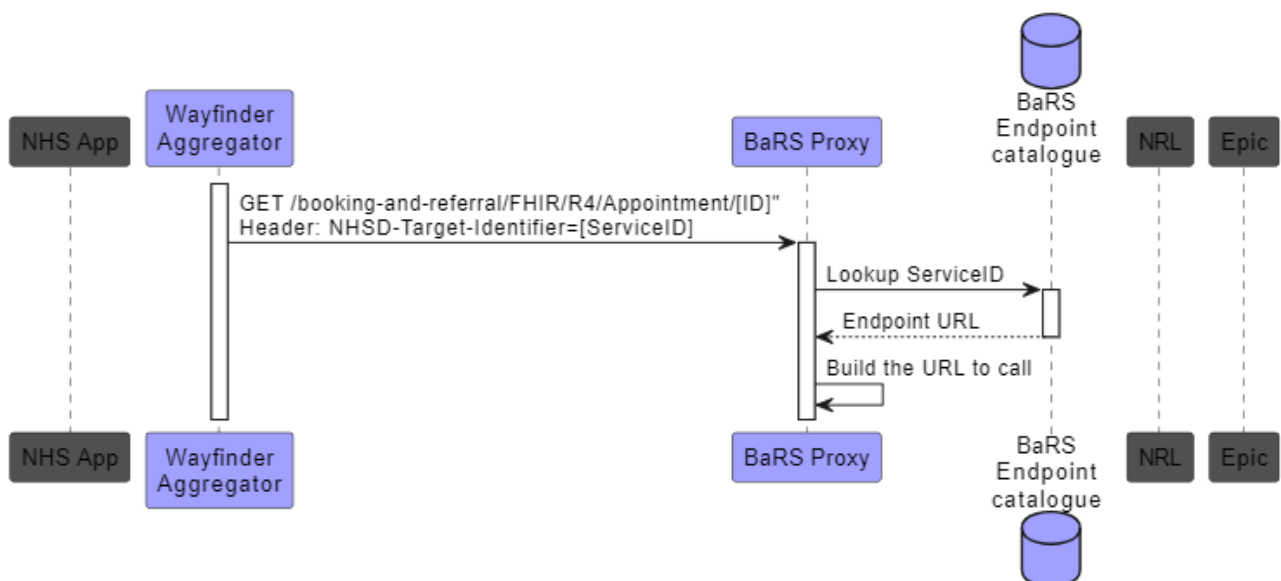 BaRS
Endpoint
catalogue
NHS App
Wayfinder
Aggregator
BaRS Proxy
NRL
Epic
GET /booking-and-referral/FHIR/R4/Appointment/[ID]"
Header: NHSD-Target-Identifier=[ServiceID]
Lookup ServiceID
Endpoint URL
Build the URL to call
NHS App
Wayfinder
Aggregator
BaRS Proxy
BaRS
Endpoint
catalogue
NRL
Epic